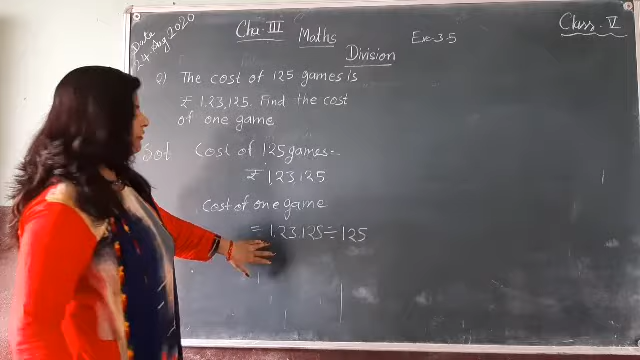 Date
24-Aug 2020
Cha-III Maths
Exe-3.5
Class-V
Division
Q) The cost of 125 games is
₹ 1,23,125. Find the cost
of one game
Sol Cost of 125 games=
₹ 1,23,125
Cost of one game
= 1,23,125÷125